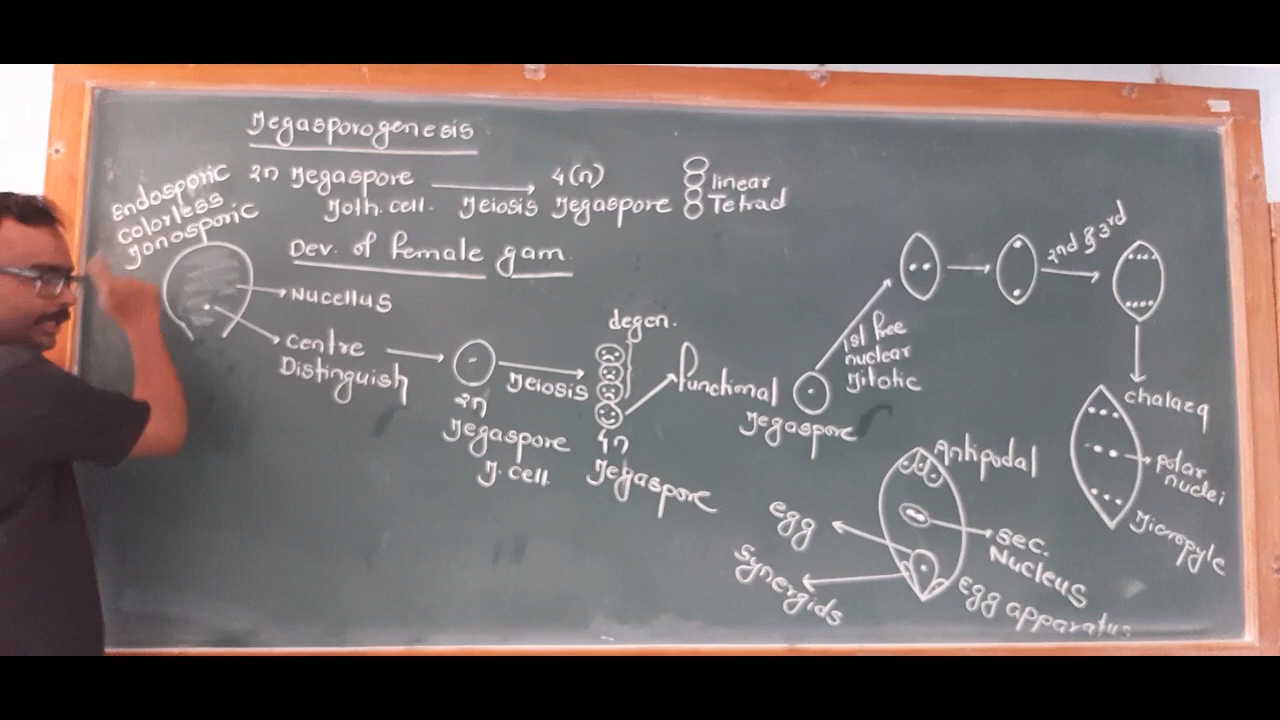 Megasporogenesis
2n Megaspore
Moth. cell.
Meiosis
4(n)
Megaspore
linear
Tetrad
Endosporic
Colorless
Monosporic
Dev. of Female gam.
Nucellus
Centre
Distinguish
2n
Megaspore
M. cell.
Meiosis
degen.
4n
Megaspore
Functional
Megaspore
1st free
nuclear
Mitotic
2nd & 3rd
chalaza
polar
nuclei
Micropyle
Antipodal
sec.
Nucleus
egg
Synergids
Egg apparatus